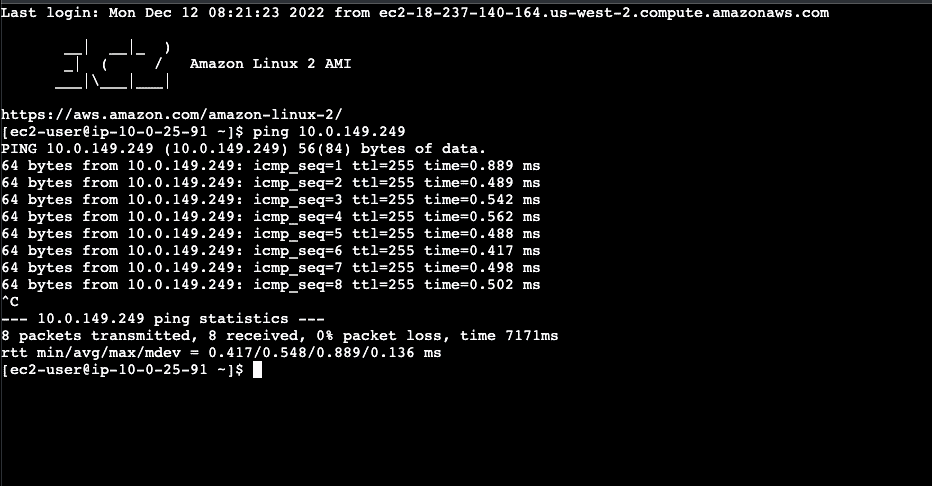 Last login: Mon Dec 12 08:21:23 2022 from ec2-18-237-140-164.us-west-2.compute.amazonaws.com
       __|  __|_  )
       _|  (     /   Amazon Linux 2 AMI
      ___|\___|___|
https://aws.amazon.com/amazon-linux-2/
[ec2-user@ip-10-0-25-91 ~]$ ping 10.0.149.249
PING 10.0.149.249 (10.0.149.249) 56(84) bytes of data.
64 bytes from 10.0.149.249: icmp_seq=1 ttl=255 time=0.889 ms
64 bytes from 10.0.149.249: icmp_seq=2 ttl=255 time=0.489 ms
64 bytes from 10.0.149.249: icmp_seq=3 ttl=255 time=0.542 ms
64 bytes from 10.0.149.249: icmp_seq=4 ttl=255 time=0.562 ms
64 bytes from 10.0.149.249: icmp_seq=5 ttl=255 time=0.488 ms
64 bytes from 10.0.149.249: icmp_seq=6 ttl=255 time=0.417 ms
64 bytes from 10.0.149.249: icmp_seq=7 ttl=255 time=0.498 ms
64 bytes from 10.0.149.249: icmp_seq=8 ttl=255 time=0.502 ms
^C
--- 10.0.149.249 ping statistics ---
8 packets transmitted, 8 received, 0% packet loss, time 7171ms
rtt min/avg/max/mdev = 0.417/0.548/0.889/0.136 ms
[ec2-user@ip-10-0-25-91 ~]$